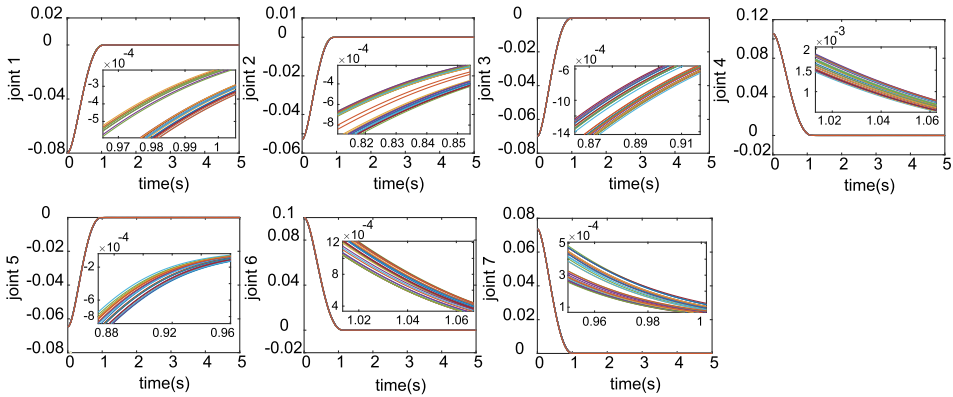 joint 1
0.02
0
-0.04
-0.08
×10
-4
-3
-4
-5
0.97 0.98 0.99 1
0 1 2 3 4 5
time(s)
joint 2
0.01
0
-0.02
-0.04
-0.06
×10
-4
-4
-6
-8
0.82 0.83 0.84 0.85
0 1 2 3 4 5
time(s)
joint 3
0.00
-0.02
-0.04
-0.06
-0.08
×10
-4
-6
-10
-14
0.87 0.89 0.91
0 1 2 3 4 5
time(s)
joint 4
0.12
0.08
0.04
0
-0.02
×10
-3
2
1.5
1
1.02 1.04 1.06
0 1 2 3 4 5
time(s)
joint 5
0
-0.02
-0.04
-0.06
-0.08
×10
-4
-2
-4
-6
-8
0.88 0.92 0.96
0 1 2 3 4 5
time(s)
joint 6
0.1
0.08
0.04
0
-0.02
×10
-4
12
8
4
1.02 1.04 1.06
0 1 2 3 4 5
time(s)
joint 7
0.08
0.06
0.04
0.02
0
×10
-4
5
3
1
0.96 0.98 1
0 1 2 3 4 5
time(s)